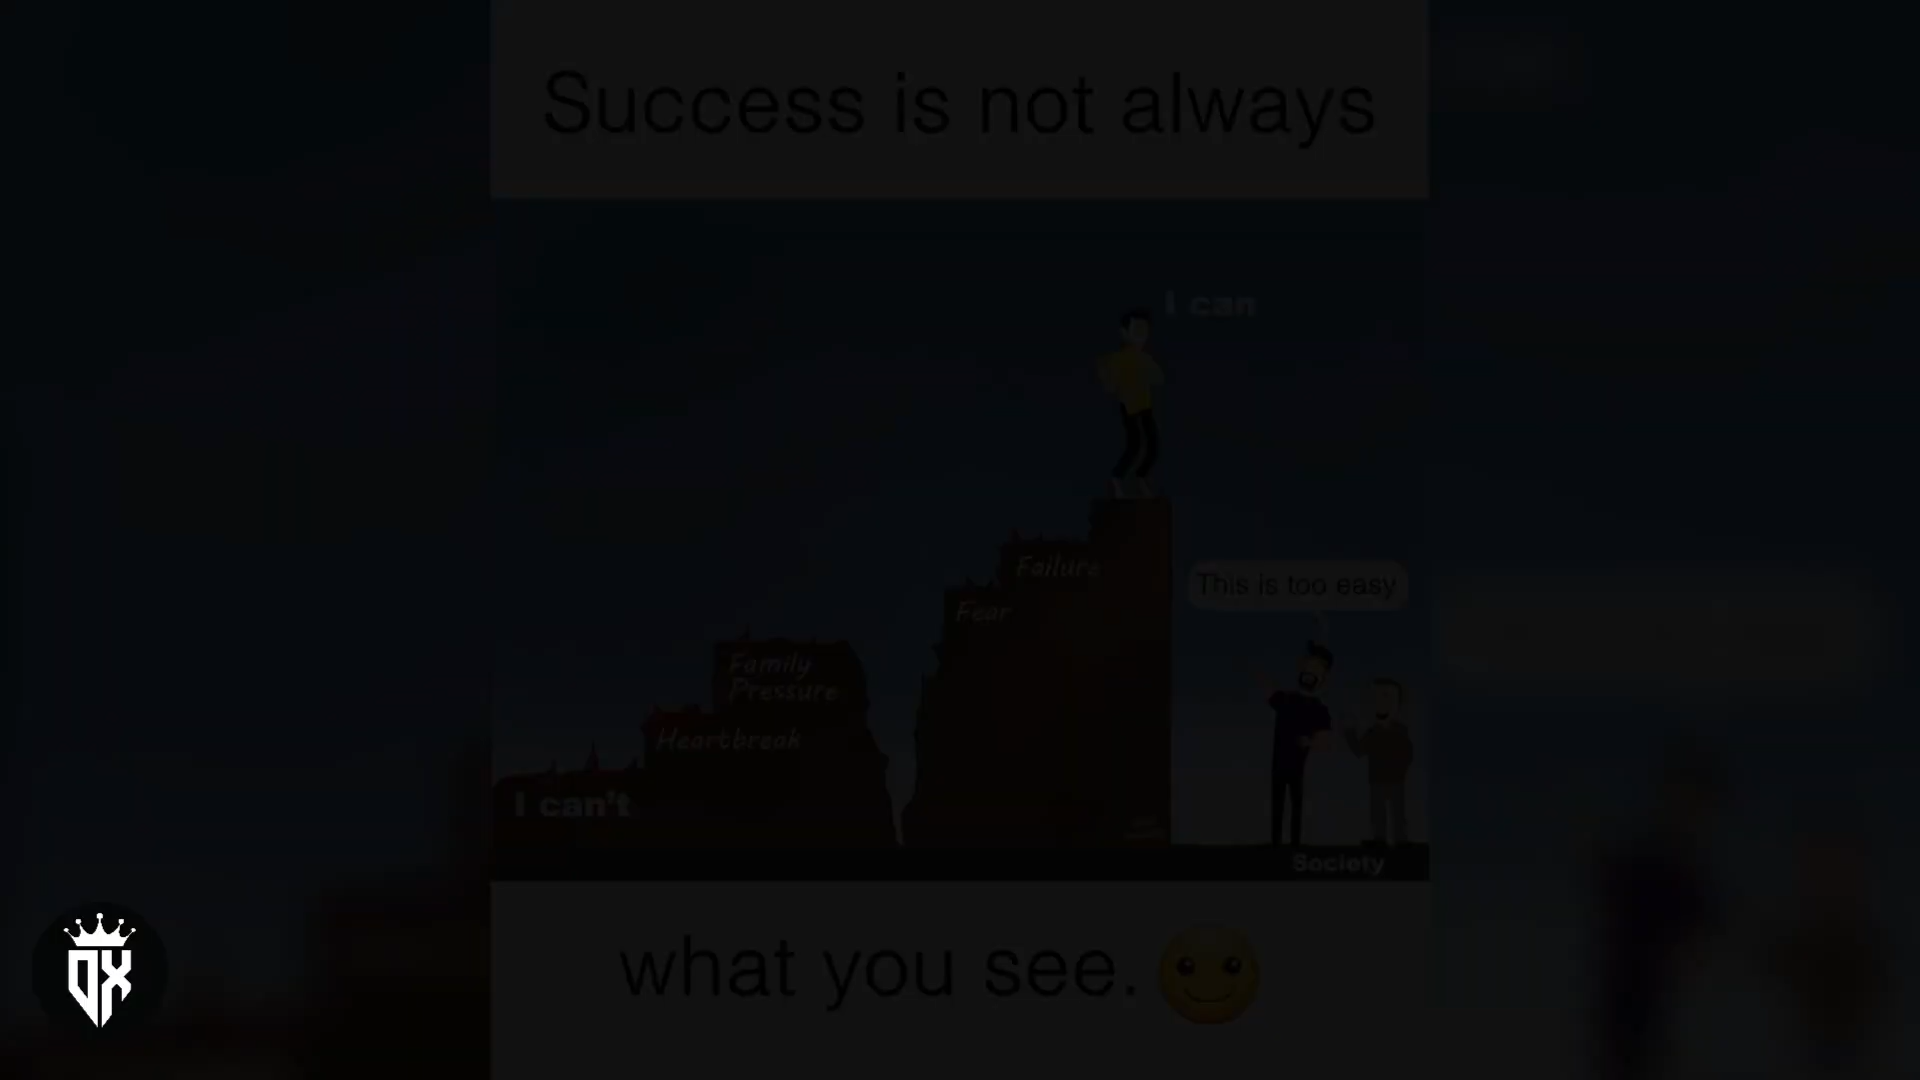 Success is not always
I can
Failure
This is too easy
Fear
Family
Pressure
Heartbreak
I can't
Society
what you see. 🙂
DX